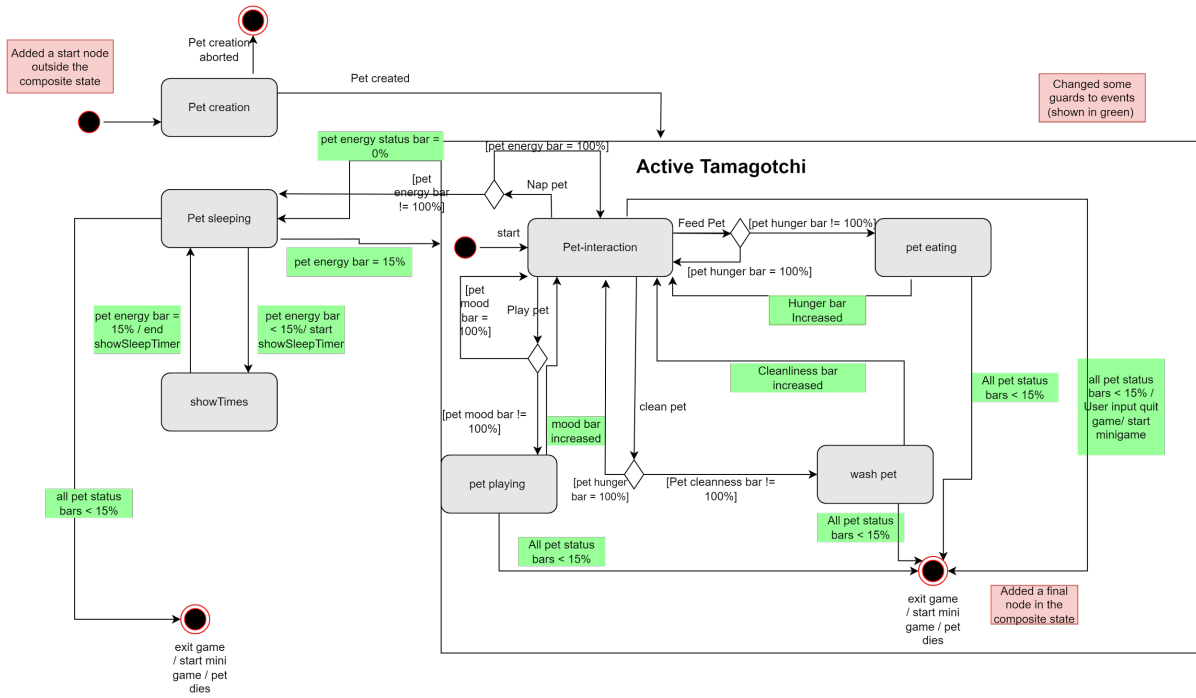 Added a start node
outside the
composite state
Pet creation
aborted
Pet creation
Pet created
Changed some
guards to events
(shown in green)
pet energy status bar =
0%
[pet energy bar = 100%]
Active Tamagotchi
[pet
energy bar
!= 100%]
Nap pet
Pet sleeping
start
Pet-interaction
Feed Pet
[pet hunger bar != 100%]
pet eating
pet energy bar = 15%
[pet hunger bar = 100%]
[pet
mood
bar =
100%]
Play pet
Hunger bar
Increased
pet energy bar =
15% / end
showSleepTimer
pet energy bar
< 15%/ start
showSleepTimer
Cleanliness bar
increased
showTimes
clean pet
All pet status
bars < 15%
all pet status
bars < 15% /
User input quit
game/ start
minigame
[pet mood bar !=
100%]
mood bar
increased
pet playing
[pet hunger
bar = 100%]
[Pet cleanness bar !=
100%]
wash pet
all pet status
bars < 15%
All pet status
bars < 15%
All pet status
bars < 15%
exit game
/ start mini
game / pet
dies
Added a final
node in the
composite state
exit game
/ start mini
game / pet
dies